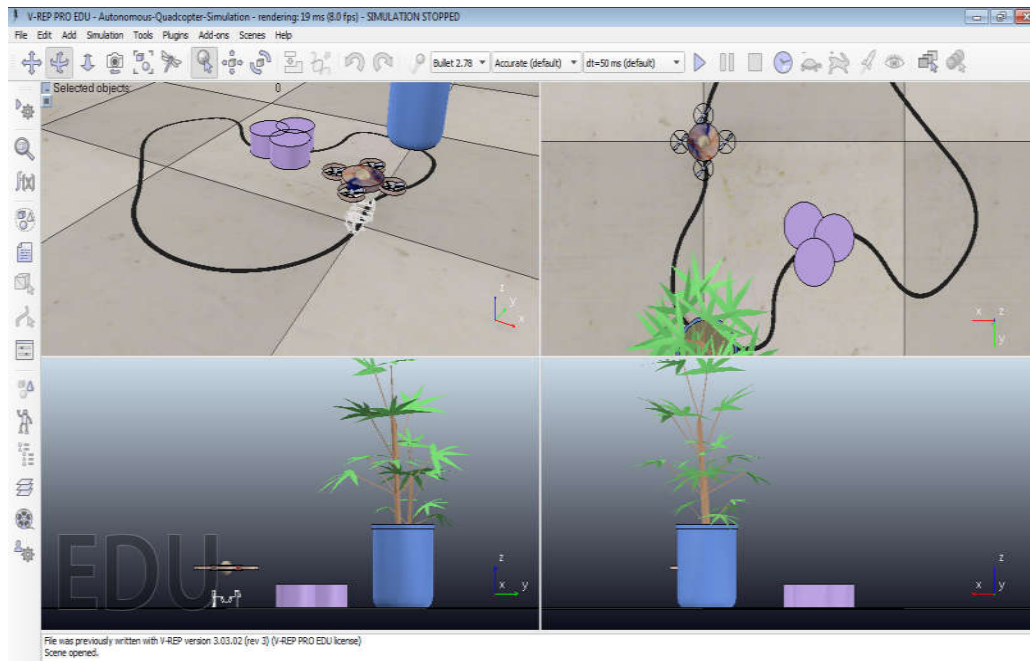 V-REP PRO EDU - Autonomous-Quadcopter-Simulation - rendering: 19 ms (8.0 fps) - SIMULATION STOPPED
File Edit Add Simulation Tools Plugins Add-ons Scenes Help
Bullet 2.78 Accurate (default) dt=50 ms (default)
Selected objects: 0
f(x)
z
y
x
x z
y
EDU
z
x y
z
x y
File was previously written with V-REP version 3.03.02 (rev 3) (V-REP PRO EDU license)
Scene opened.